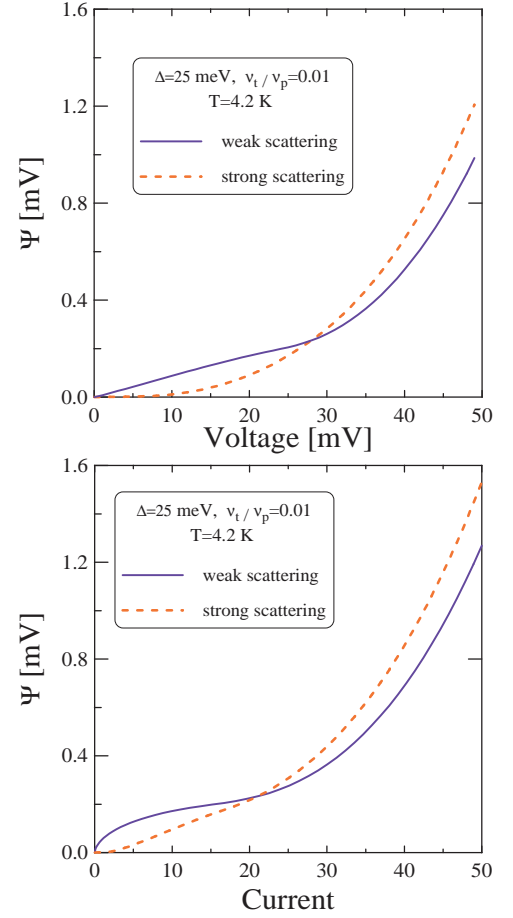 1.6
1.2
0.8
0.4
0.0
Ψ [mV]
Δ=25 meV, ν_t / ν_p=0.01
T=4.2 K
weak scattering
strong scattering
0 10 20 30 40 50
Voltage [mV]
1.6
1.2
0.8
0.4
0.0
Ψ [mV]
Δ=25 meV, ν_t / ν_p=0.01
T=4.2 K
weak scattering
strong scattering
0 10 20 30 40 50
Current